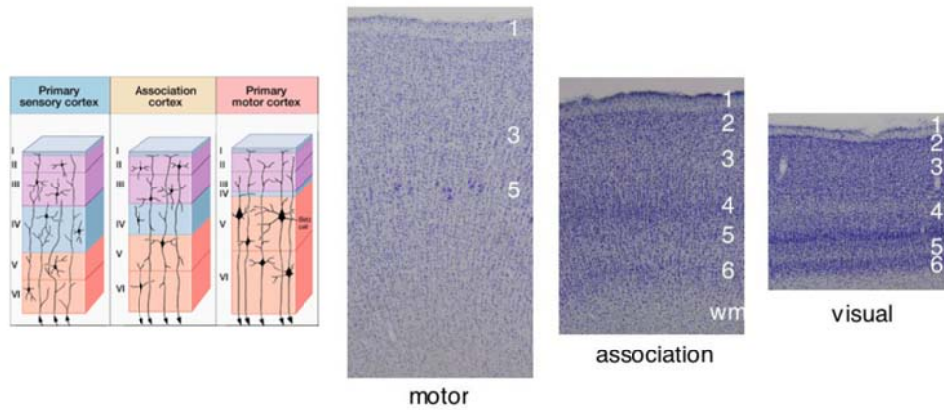 Primary
sensory cortex
Association
cortex
Primary
motor cortex
I
II
III
IV
V
VI
I
II
III
IV
V
VI
I
II
III
IV
V
VI
Betz
cell
1
3
5
motor
1
2
3
4
5
6
wm
association
1
2
3
4
5
6
visual